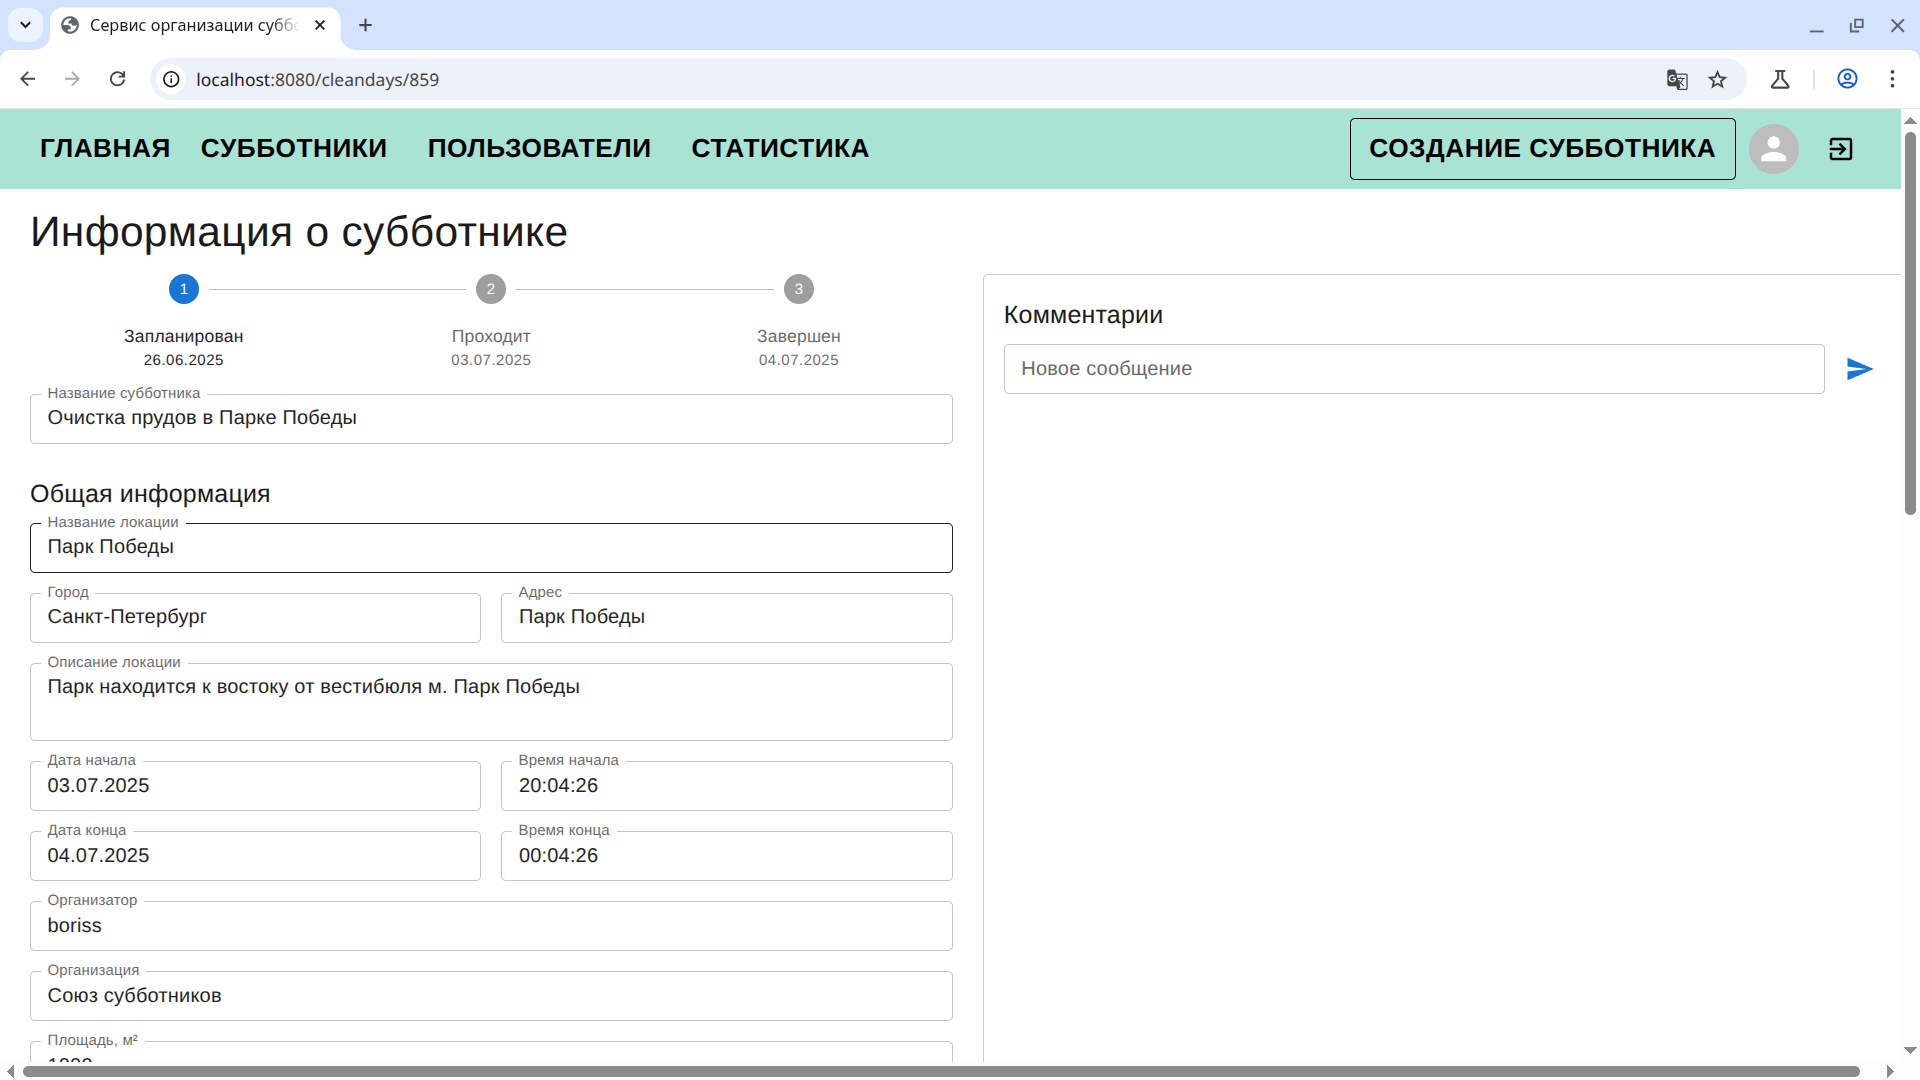 Сервис организации суббо
localhost:8080/cleandays/859
ГЛАВНАЯ СУББОТНИКИ ПОЛЬЗОВАТЕЛИ СТАТИСТИКА СОЗДАНИЕ СУББОТНИКА
Информация о субботнике
1 2 3
Запланирован Проходит Завершен
26.06.2025 03.07.2025 04.07.2025
Название субботника
Очистка прудов в Парке Победы
Общая информация
Название локации
Парк Победы
Город Адрес
Санкт-Петербург Парк Победы
Описание локации
Парк находится к востоку от вестибюля м. Парк Победы
Дата начала Время начала
03.07.2025 20:04:26
Дата конца Время конца
04.07.2025 00:04:26
Организатор
boriss
Организация
Союз субботников
Площадь, м²
Комментарии
Новое сообщение